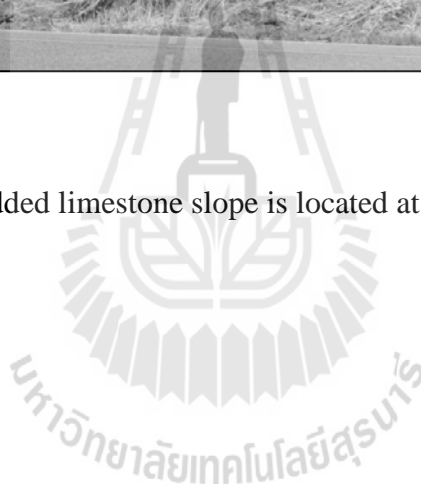 dded limestone slope is located at
มหาวิทยาลัยเทคโนโลยีสุรนารี